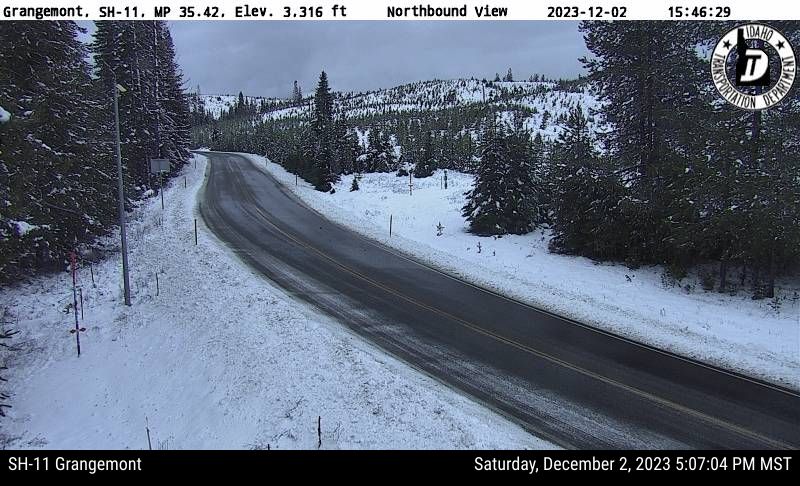 Grangemont, SH-11, MP 35.42, Elev. 3,316 ft Northbound View 2023-12-02 15:46:29
IDAHO
TRANSPORTATION DEPARTMENT
SH-11 Grangemont Saturday, December 2, 2023 5:07:04 PM MST